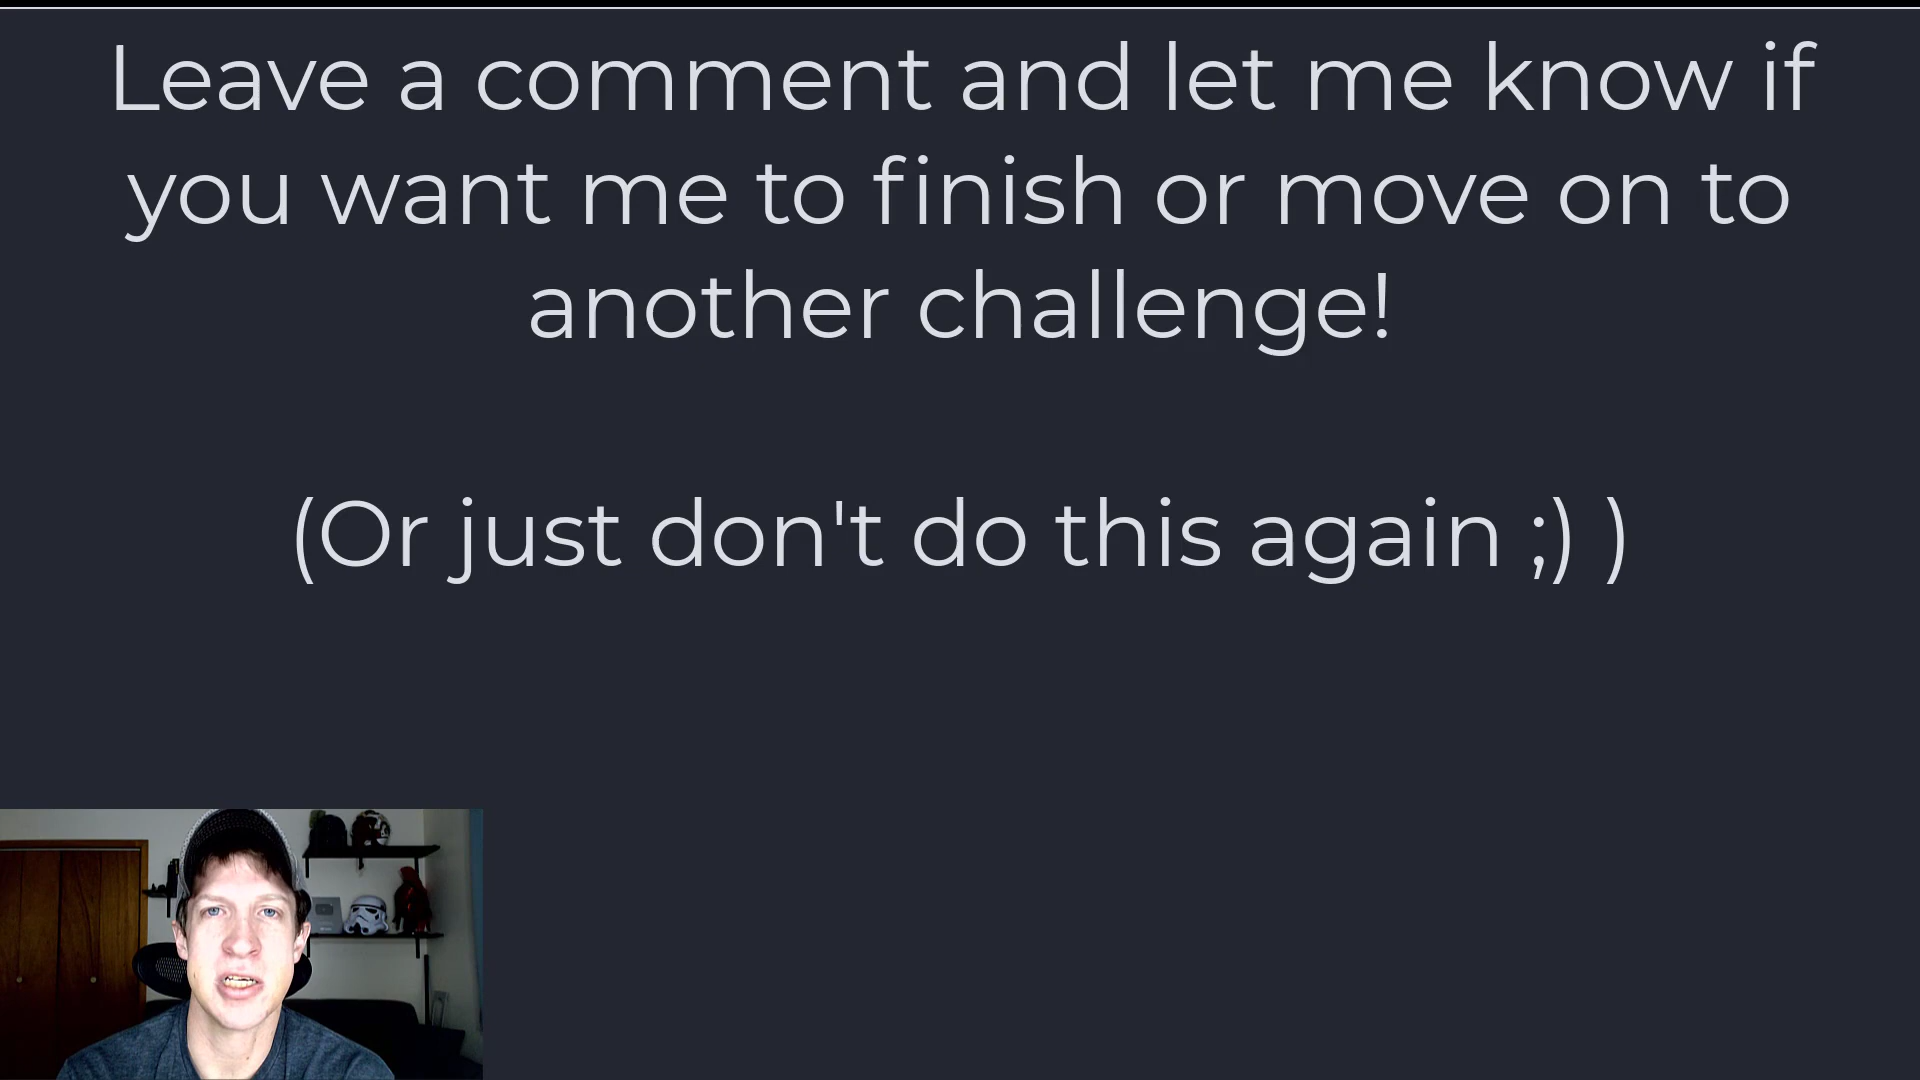 Leave a comment and let me know if
you want me to finish or move on to
another challenge!
(Or just don't do this again ;) )